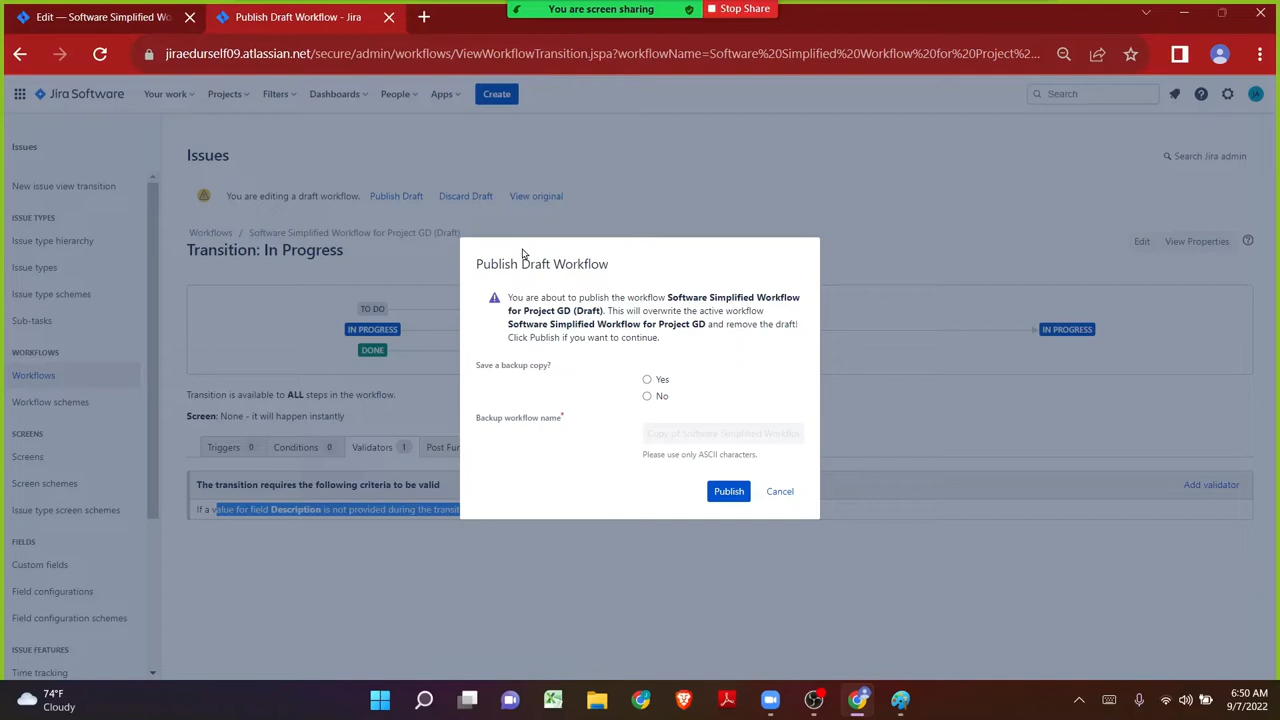 Edit — Software Simplified Wo
Publish Draft Workflow - Jira
You are screen sharing
Stop Share
jiraedurself09.atlassian.net/secure/admin/workflows/ViewWorkflowTransition.jspa?workflowName=Software%20Simplified%20Workflow%20for%20Project%2...
Jira Software
Your work
Projects
Filters
Dashboards
People
Apps
Create
Search
JA
Issues
New issue view transition
ISSUE TYPES
Issue type hierarchy
Issue types
Issue type schemes
Sub-tasks
WORKFLOWS
Workflows
Workflow schemes
SCREENS
Screens
Screen schemes
Issue type screen schemes
FIELDS
Custom fields
Field configurations
Field configuration schemes
ISSUE FEATURES
Time tracking
Issues
Search Jira admin
You are editing a draft workflow. Publish Draft Discard Draft View original
Workflows / Software Simplified Workflow for Project GD (Draft)
Transition: In Progress
Edit View Properties
TO DO
IN PROGRESS
DONE
IN PROGRESS
Transition is available to ALL steps in the workflow.
Screen: None - it will happen instantly
Triggers 0
Conditions 0
Validators 1
Post Fun
The transition requires the following criteria to be valid
Add validator
If a value for field Description is not provided during the transit
Publish Draft Workflow
You are about to publish the workflow Software Simplified Workflow
for Project GD (Draft). This will overwrite the active workflow
Software Simplified Workflow for Project GD and remove the draft!
Click Publish if you want to continue.
Save a backup copy?
Yes
No
Backup workflow name*
Copy of Software Simplified Workflow
Please use only ASCII characters.
Publish
Cancel
74°F
Cloudy
6:50 AM
9/7/2022